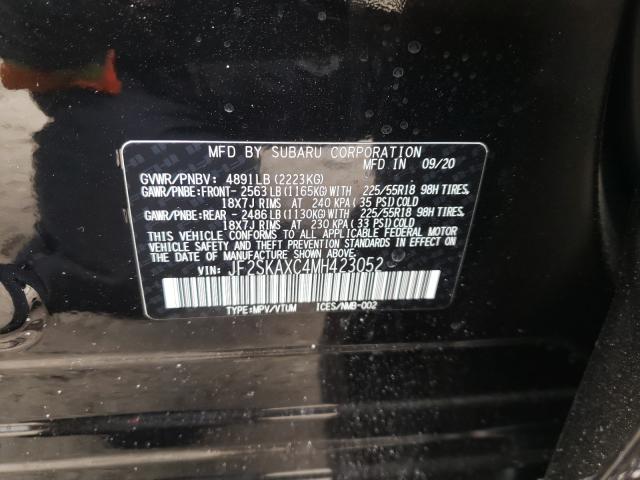 MFD BY SUBARU CORPORATION
MFD IN 09/20
GVWR/PNBV: 4891LB (2223KG)
GAWR/PNBE:FRONT- 2563LB (1165KG) WITH 225/55R18 98H TIRES,
18X7J RIMS AT 240 KPA (35 PSI) COLD
GAWR/PNBE:REAR - 2486LB (1130KG) WITH 225/55R18 98H TIRES,
18X7J RIMS AT 230 KPA (33 PSI) COLD
THIS VEHICLE CONFORMS TO ALL APPLICABLE FEDERAL MOTOR
VEHICLE SAFETY AND THEFT PREVENTION STANDARDS IN EFFECT
ON THE DATE OF MANUFACTURE SHOWN ABOVE.
VIN: JF2SKAXC4MH423052
TYPE:MPV/VTUM ICES/NMB-002